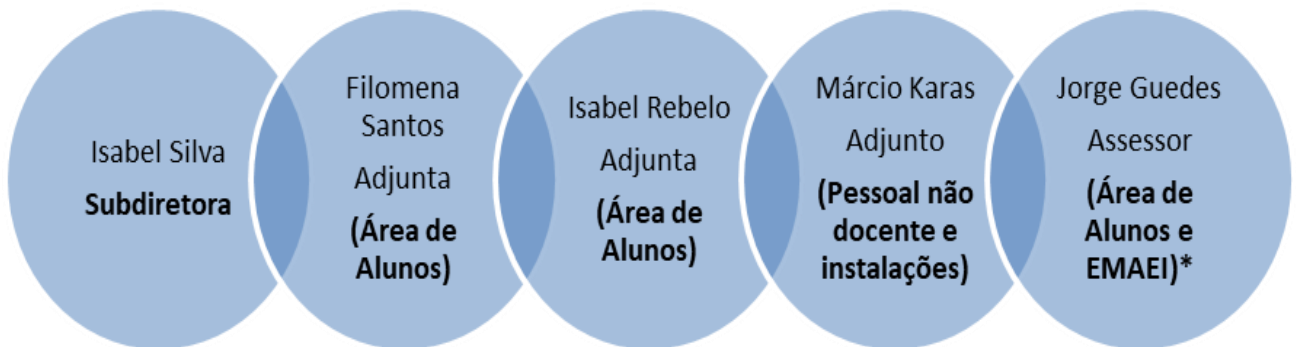 Isabel Silva
Subdiretora
Filomena
Santos
Adjunta
(Área de
Alunos)
Isabel Rebelo
Adjunta
(Área de
Alunos)
Márcio Karas
Adjunto
(Pessoal não
docente e
instalações)
Jorge Guedes
Assessor
(Área de
Alunos e
EMAEI)*